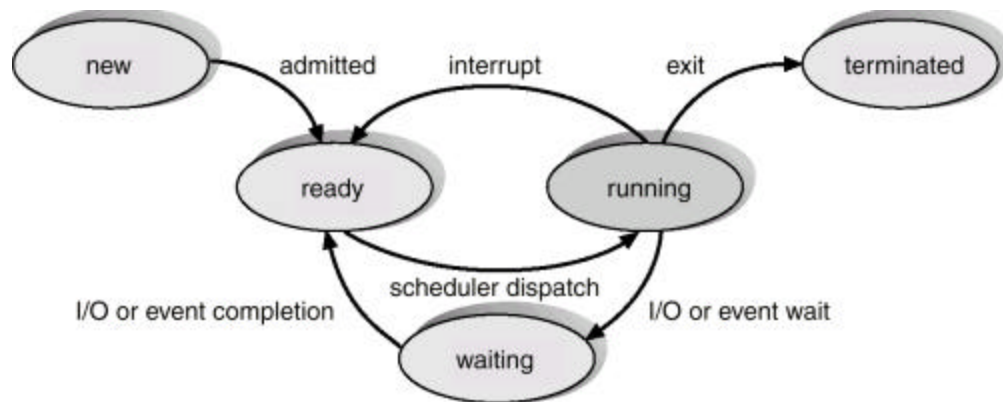 new
admitted
interrupt
exit
terminated
ready
running
scheduler dispatch
I/O or event completion
I/O or event wait
waiting